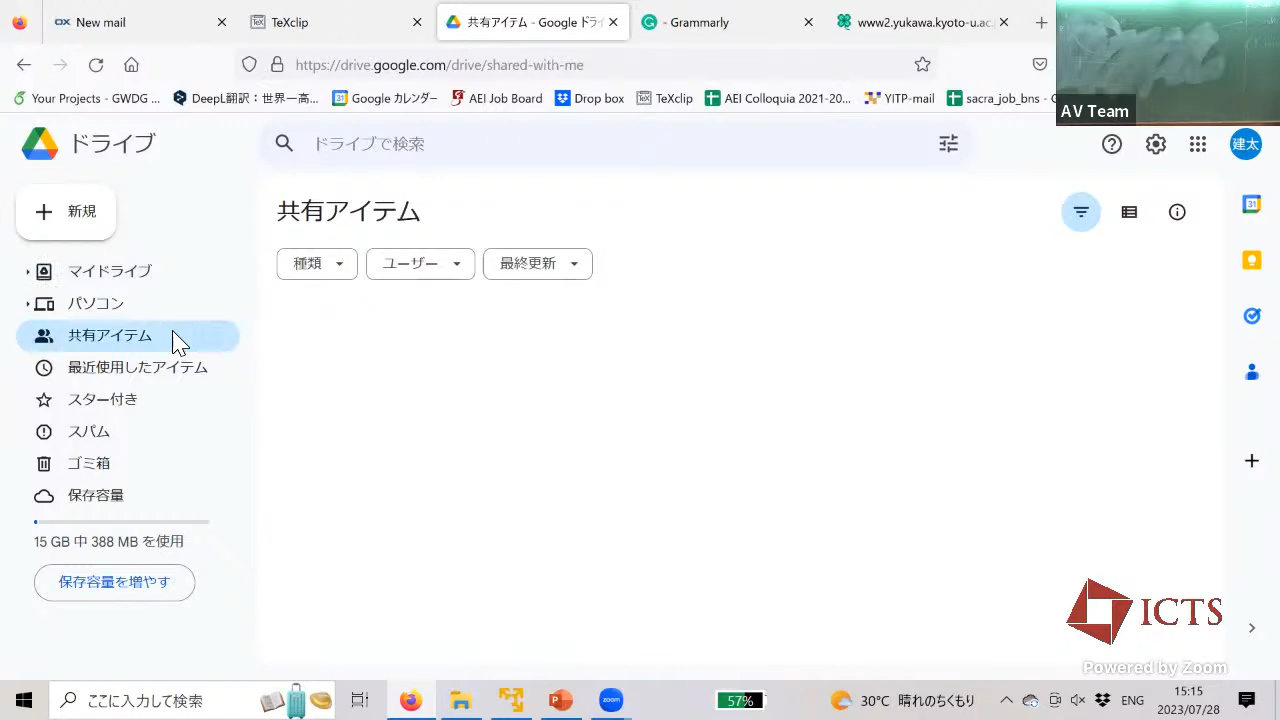 New mail
TeXclip
共有アイテム - Google ドライ
- Grammarly
www2.yukawa.kyoto-u.ac.
https://drive.google.com/drive/shared-with-me
Your Projects - GWDG ...
DeepL翻訳：世界一高...
Google カレンダー
AEI Job Board
Drop box
TeXclip
AEI Colloquia 2021-20...
YITP-mail
sacra_job_bns - G
AV Team
ドライブ
ドライブで検索
建太
新規
共有アイテム
31
種類
ユーザー
最終更新
マイドライブ
パソコン
共有アイテム
最近使用したアイテム
スター付き
スパム
ゴミ箱
保存容量
15 GB 中 388 MB を使用
保存容量を増やす
ICTS
Powered by Zoom
ここに入力して検索
zoom
57%
30°C 晴れのちくもり
ENG
15:15
2023/07/28